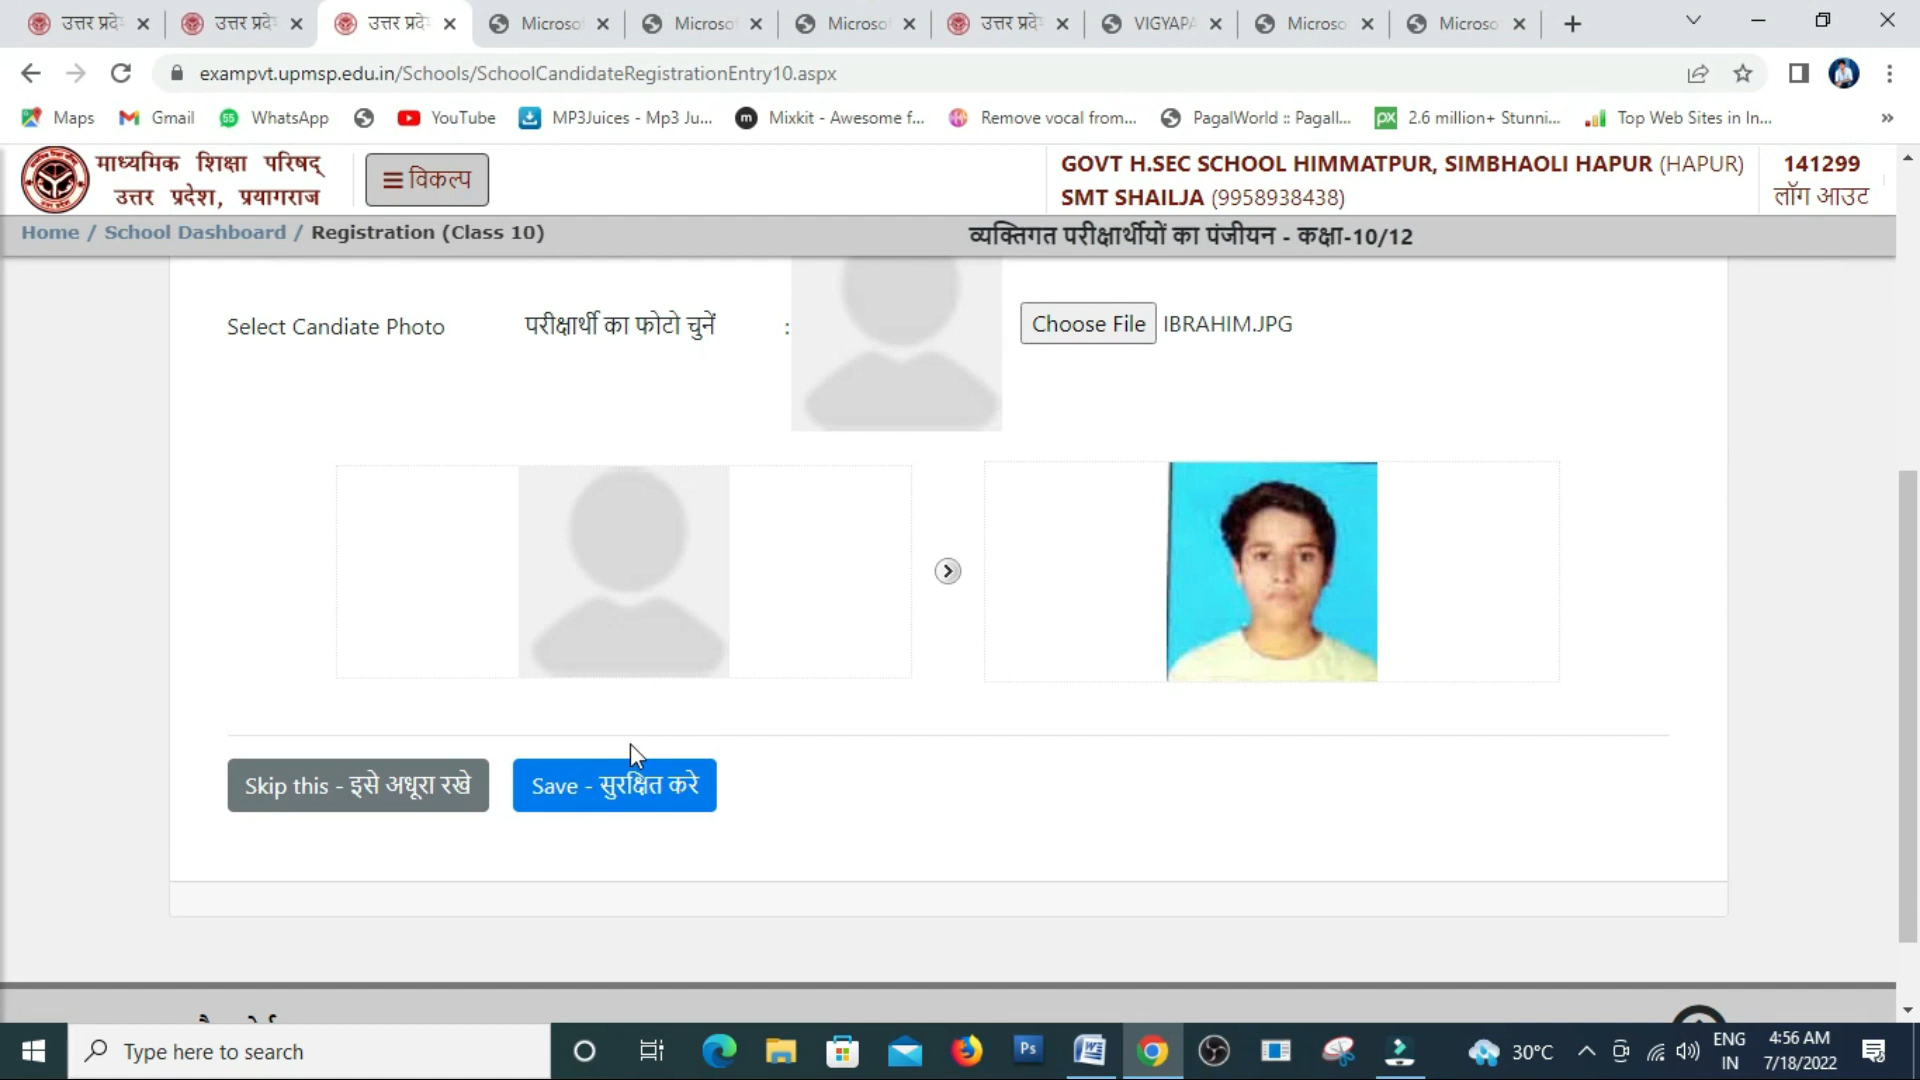 उत्तर प्रदे
उत्तर प्रदे
उत्तर प्रदे
Microso
Microso
Microso
उत्तर प्रदे
VIGYAPA
Microso
Microso
exampvt.upmsp.edu.in/Schools/SchoolCandidateRegistrationEntry10.aspx
Maps
Gmail
WhatsApp
YouTube
MP3Juices - Mp3 Ju...
Mixkit - Awesome f...
Remove vocal from...
PagalWorld :: Pagall...
2.6 million+ Stunni...
Top Web Sites in In...
»
माध्यमिक शिक्षा परिषद्
उत्तर प्रदेश, प्रयागराज
विकल्प
GOVT H.SEC SCHOOL HIMMATPUR, SIMBHAOLI HAPUR (HAPUR)
SMT SHAILJA (9958938438)
141299
लॉग आउट
Home / School Dashboard / Registration (Class 10)
व्यक्तिगत परीक्षार्थीयों का पंजीयन - कक्षा-10/12
Select Candiate Photo
परीक्षार्थी का फोटो चुनें
:
Choose File IBRAHIM.JPG
Skip this - इसे अधूरा रखे
Save - सुरक्षित करे
Type here to search
Ps
30°C
ENG
IN
4:56 AM
7/18/2022